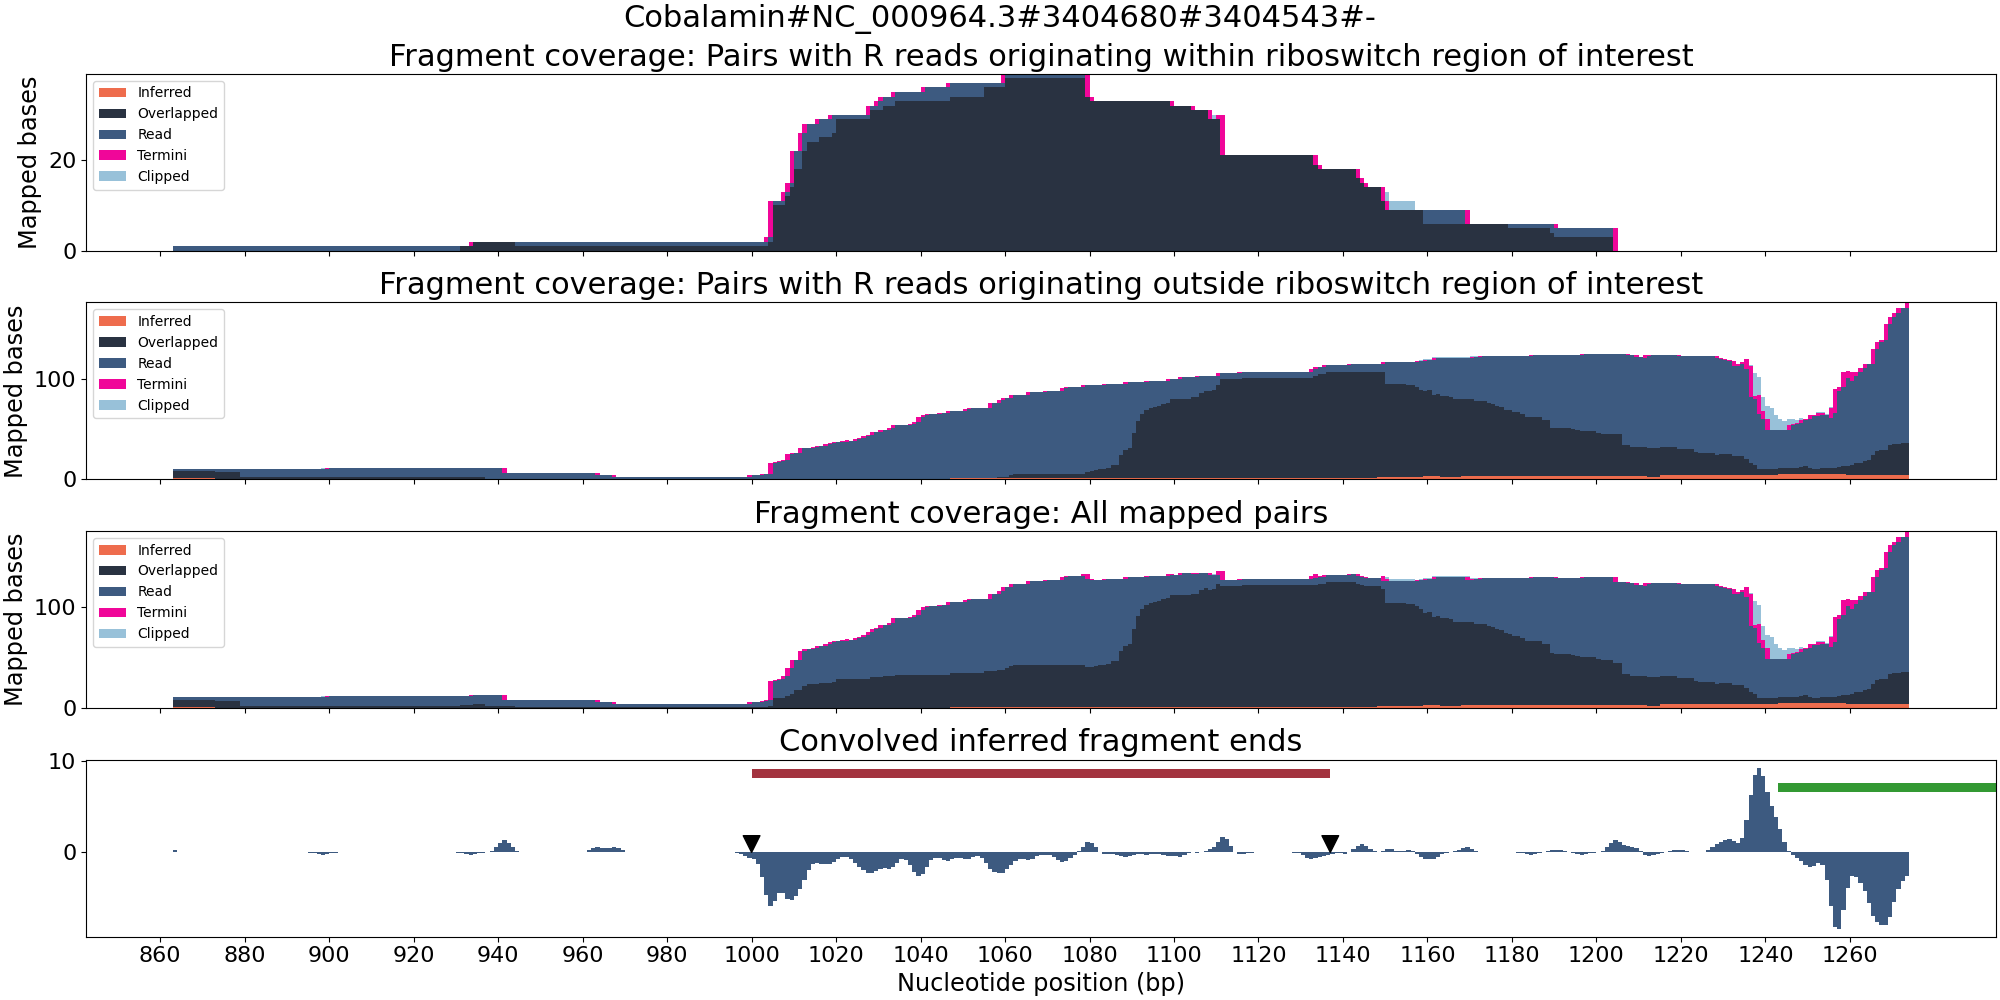 Cobalamin#NC_000964.3#3404680#3404543#-
Fragment coverage: Pairs with R reads originating within riboswitch region of interest
Mapped bases
20
0
Inferred
Overlapped
Read
Termini
Clipped
Fragment coverage: Pairs with R reads originating outside riboswitch region of interest
Mapped bases
100
0
Inferred
Overlapped
Read
Termini
Clipped
Fragment coverage: All mapped pairs
Mapped bases
100
0
Inferred
Overlapped
Read
Termini
Clipped
Convolved inferred fragment ends
10
0
860 880 900 920 940 960 980 1000 1020 1040 1060 1080 1100 1120 1140 1160 1180 1200 1220 1240 1260
Nucleotide position (bp)